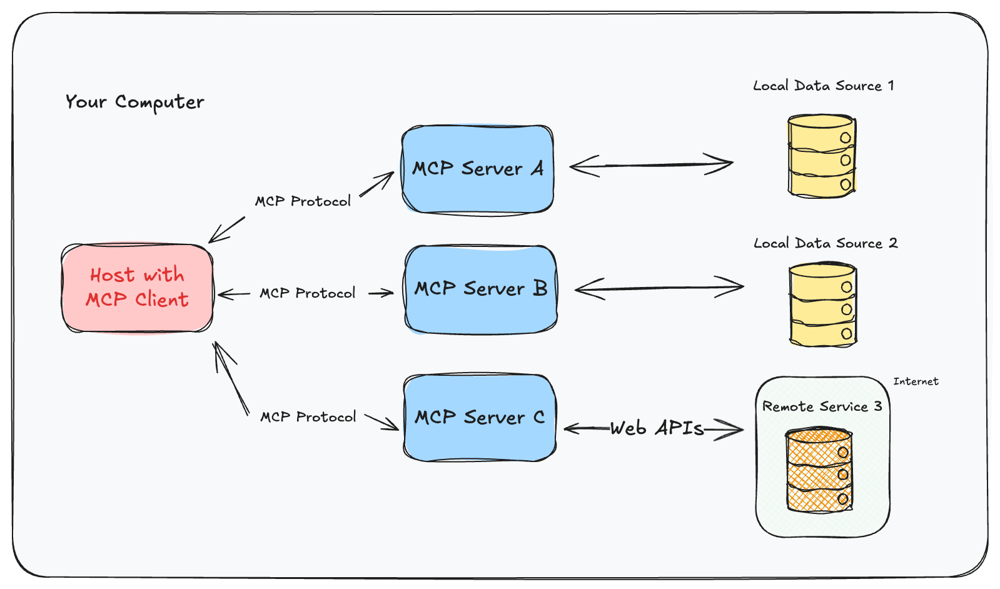 Your Computer
Local Data Source 1
MCP Server A
MCP Protocol
Local Data Source 2
Host with
MCP Client
MCP Protocol
MCP Server B
Internet
Remote Service 3
MCP Protocol
MCP Server C
Web APIs